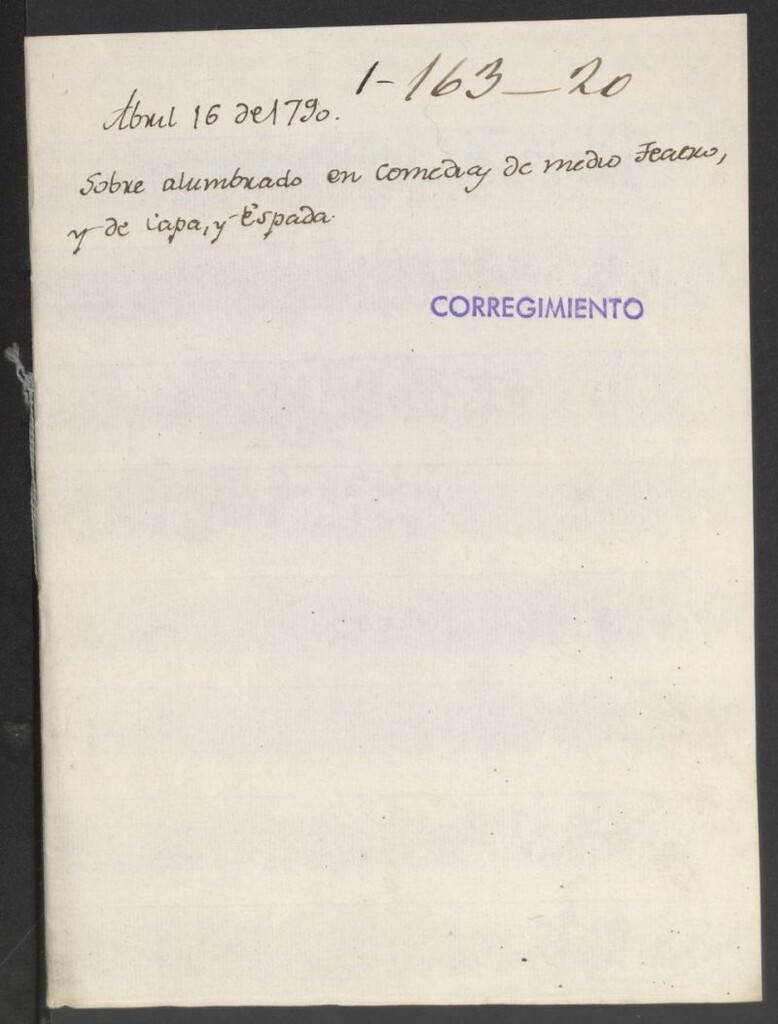 1-163-20
Abril 16 de 1790.
Sobre alumbrado en Comedias de medio Teatro,
y de Capa, y Espada.
CORREGIMIENTO